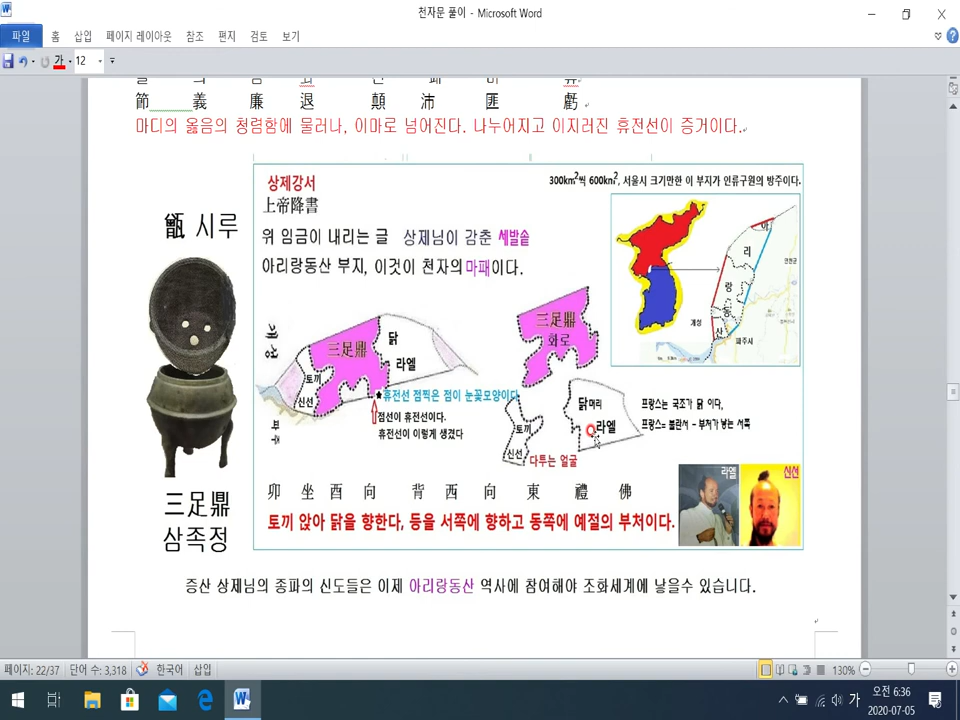 천자문 풀이 - Microsoft Word
파일 홈 삽입 페이지 레이아웃 참조 편지 검토 보기
가 12
節 義 廉 退 顛 沛 匪 虧
마디의 옳음의 청렴함에 물러나, 이마로 넘어진다. 나누어지고 이지러진 휴전선이 증거이다.
甑 시루
三足鼎
삼족정
상제강서
上帝降書
300km²씩 600km², 서울시 크기만한 이 부지가 인류구원의 방주이다.
위 임금이 내리는 글 상제님이 감춘 세발솥
아리랑동산 부지, 이것이 천자의 마패이다.
아
리
랑
동
산
개성
파주시
연천군
개성
三足鼎
닭
라엘
토끼
신선
★휴전선 점찍은 점이 눈꽃모양이다
점선이 휴전선이다.
휴전선이 이렇게 생겼다
三足鼎
화로
닭머리
라엘
토끼
신선
다투는 얼굴
프랑스는 국조가 닭 이다,
프랑스= 불란서 - 부처가 낳는 서쪽
라엘
신선
卯 坐 酉 向 背 西 向 東 禮 佛
토끼 앉아 닭을 향한다, 등을 서쪽에 향하고 동쪽에 예절의 부처이다.
증산 상제님의 종파의 신도들은 이제 아리랑동산 역사에 참여해야 조화세계에 낳을수 있습니다.
페이지: 22/37 단어 수: 3,318 한국어 삽입 130%
가 오전 6:36
2020-07-05